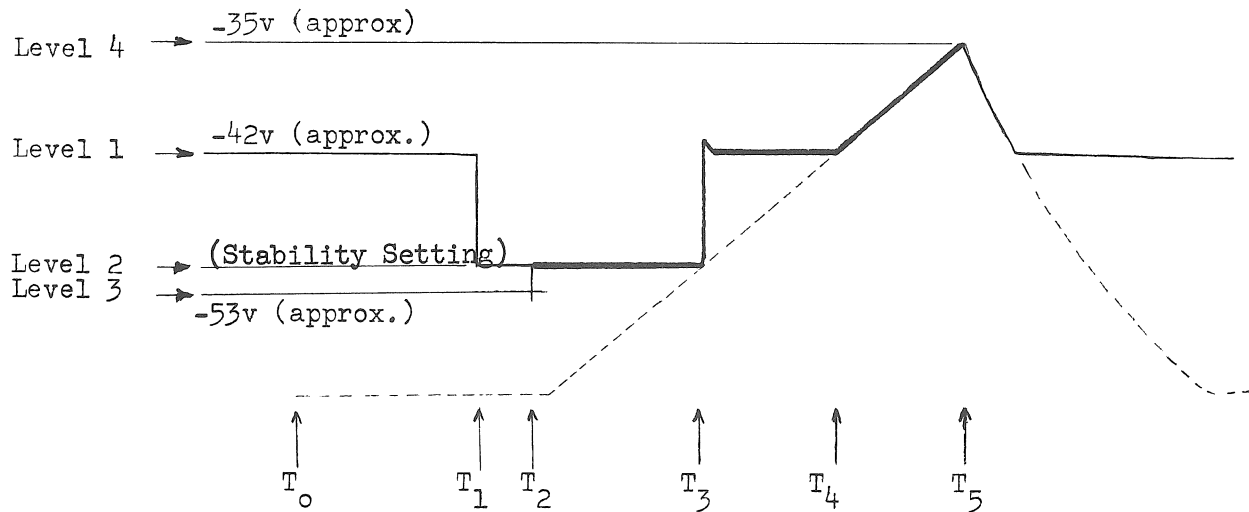 -35v (approx)
Level 4
-42v (approx.)
Level 1
(Stability Setting)
Level 2
Level 3
-53v (approx.)
To
T1
T2
T3
T4
T5